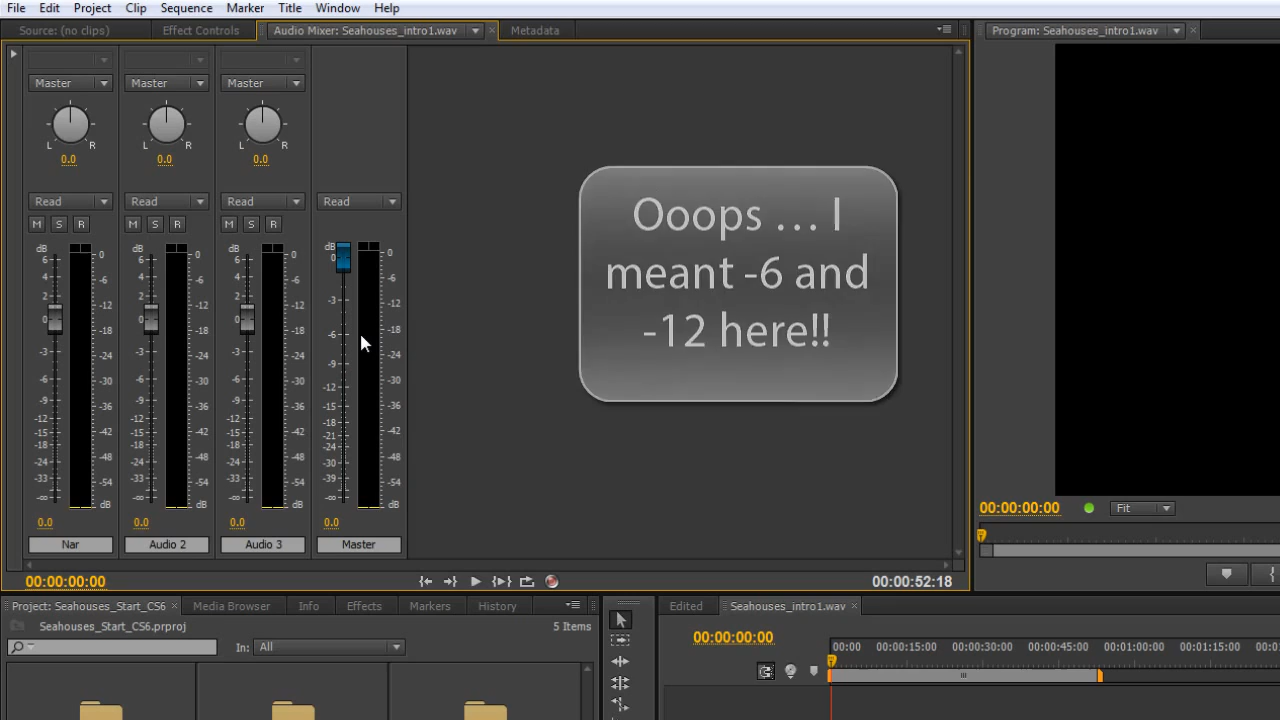 File Edit Project Clip Sequence Marker Title Window Help
Source: (no clips) Effect Controls Audio Mixer: Seahouses_intro1.wav Metadata Program: Seahouses_intro1.wav
Master Master Master
L R L R L R
0.0 0.0 0.0
Read Read Read Read
M S R M S R M S R
Ooops … I
meant -6 and
-12 here!!
dB dB dB dB
6 0 6 0 6 0 0 0
4 -6 4 -6 4 -6 -6
2 -12 2 -12 2 -12 -3 -12
0 -18 0 -18 0 -18 -6 -18
-3 -24 -3 -24 -3 -24 -9 -24
-6 -30 -6 -30 -6 -30 -12 -30
-9 -36 -9 -36 -9 -36 -15 -36
-12 -12 -12 -18
-15 -42 -15 -42 -15 -42 -21 -42
-18 -48 -18 -48 -18 -48 -24 -48
-24 -24 -24 -30
-33 -54 -33 -54 -33 -54 -39 -54
-∞ dB -∞ dB -∞ dB -∞ dB
0.0 0.0 0.0 0.0
Nar Audio 2 Audio 3 Master
00:00:00:00 00:00:52:18
00:00:00:00 Fit
Project: Seahouses_Start_CS6 Media Browser Info Effects Markers History
Seahouses_Start_CS6.prproj 5 Items
In: All
Edited Seahouses_intro1.wav
00:00:00:00
00:00 00:00:15:00 00:00:30:00 00:00:45:00 00:01:00:00 00:01:15:00